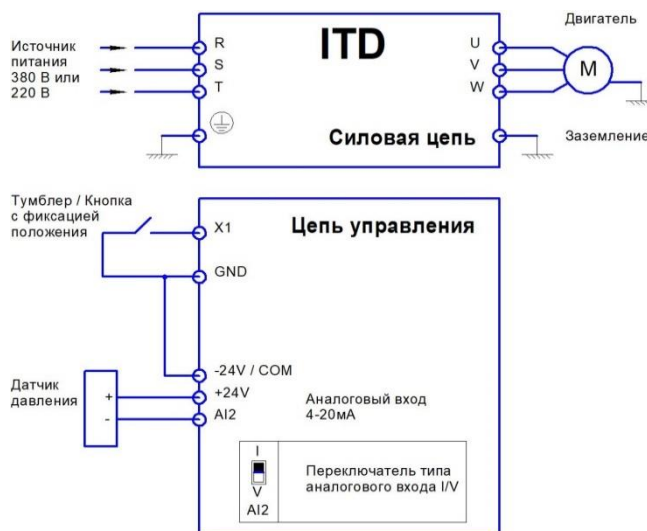 Источник
питания
380 В или
220 В
R
S
T
ITD
Силовая цепь
U
V
W
Двигатель
M
Заземление
Тумблер / Кнопка
с фиксацией
положения
X1
GND
Цепь управления
-24V / COM
+24V
AI2
Датчик
давления
+
-
Аналоговый вход
4-20мА
I
V
AI2
Переключатель типа
аналогового входа I/V